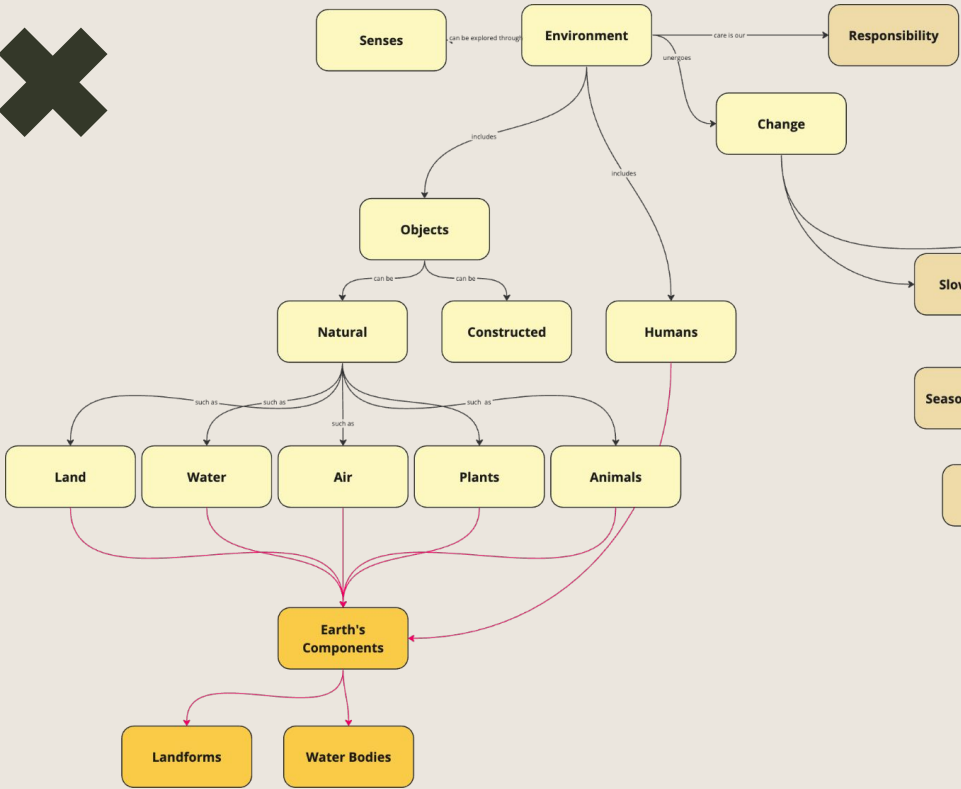 Senses
can be explored through
Environment
care is our
Responsibility
unergoes
Change
includes
includes
Objects
can be
can be
Natural
Constructed
Humans
such as
such as
such as
such as
Land
Water
Air
Plants
Animals
Earth's
Components
Landforms
Water Bodies